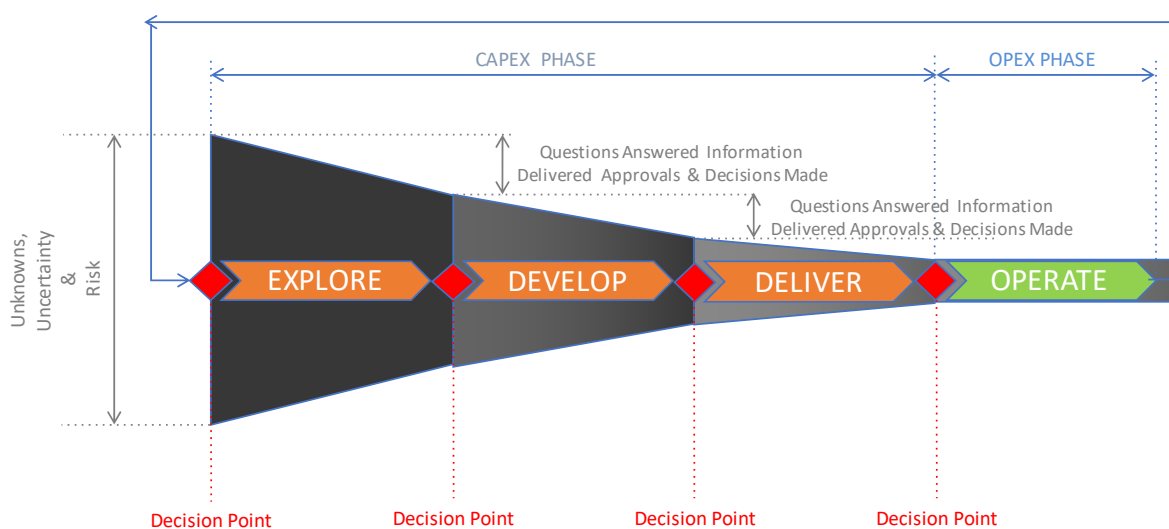 CAPEX PHASE
OPEX PHASE
Questions Answered Information
Delivered Approvals & Decisions Made
Questions Answered Information
Delivered Approvals & Decisions Made
Unknowns,
Uncertainty
&
Risk
EXPLORE
DEVELOP
DELIVER
OPERATE
Decision Point
Decision Point
Decision Point
Decision Point